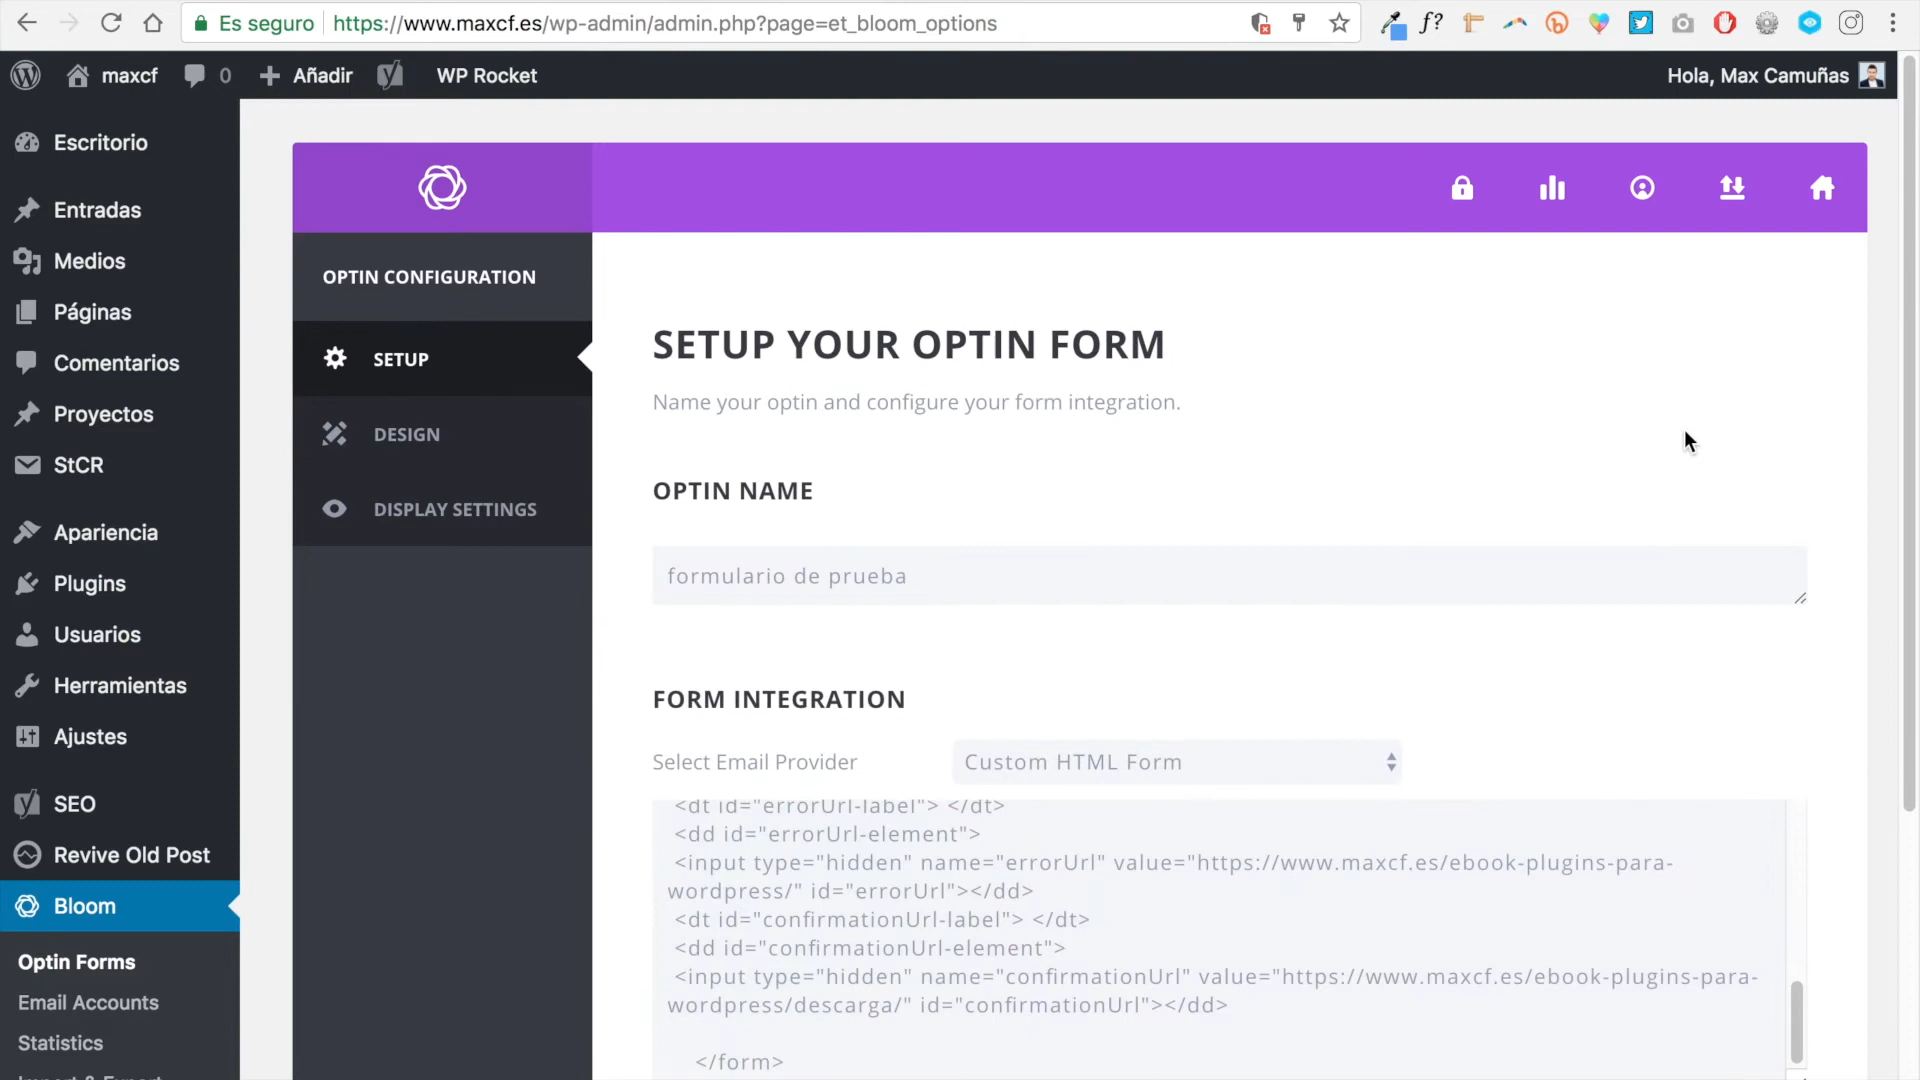 Es seguro https://www.maxcf.es/wp-admin/admin.php?page=et_bloom_options
f?
maxcf 0 Añadir WP Rocket Hola, Max Camuñas
Escritorio
Entradas
Medios
Páginas
Comentarios
Proyectos
StCR
Apariencia
Plugins
Usuarios
Herramientas
Ajustes
SEO
Revive Old Post
Bloom
Optin Forms
Email Accounts
Statistics
Import & Export
OPTIN CONFIGURATION
SETUP
DESIGN
DISPLAY SETTINGS
SETUP YOUR OPTIN FORM
Name your optin and configure your form integration.
OPTIN NAME
formulario de prueba
FORM INTEGRATION
Select Email Provider Custom HTML Form
<dt id="errorUrl-label"> </dt>
<dd id="errorUrl-element">
<input type="hidden" name="errorUrl" value="https://www.maxcf.es/ebook-plugins-para-
wordpress/" id="errorUrl"></dd>
<dt id="confirmationUrl-label"> </dt>
<dd id="confirmationUrl-element">
<input type="hidden" name="confirmationUrl" value="https://www.maxcf.es/ebook-plugins-para-
wordpress/descarga/" id="confirmationUrl"></dd>
</form>